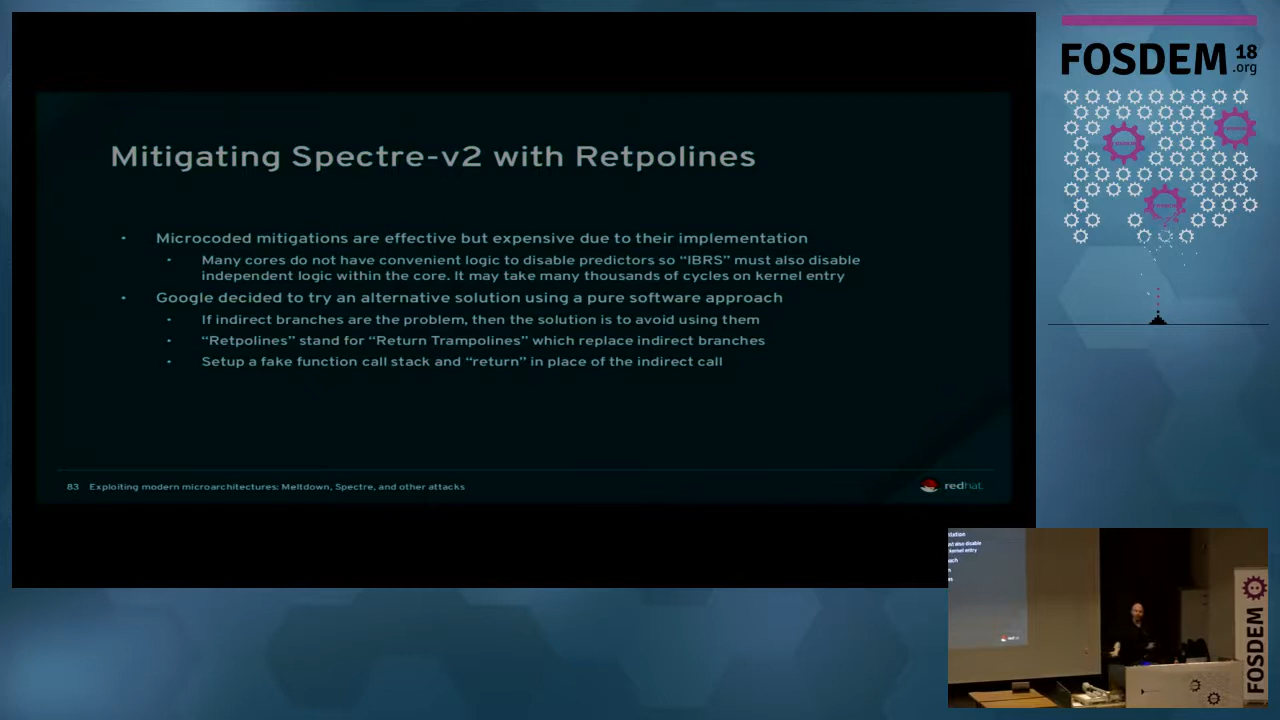 Mitigating Spectre-v2 with Retpolines
• Microcoded mitigations are effective but expensive due to their implementation
• Many cores do not have convenient logic to disable predictors so “IBRS” must also disable
independent logic within the core. It may take many thousands of cycles on kernel entry
• Google decided to try an alternative solution using a pure software approach
• If indirect branches are the problem, then the solution is to avoid using them
• “Retpolines” stand for “Return Trampolines” which replace indirect branches
• Setup a fake function call stack and “return” in place of the indirect call
83 Exploiting modern microarchitectures: Meltdown, Spectre, and other attacks
redhat.
FOSDEM 18
.org
also disable
kernel entry
FOSDEM